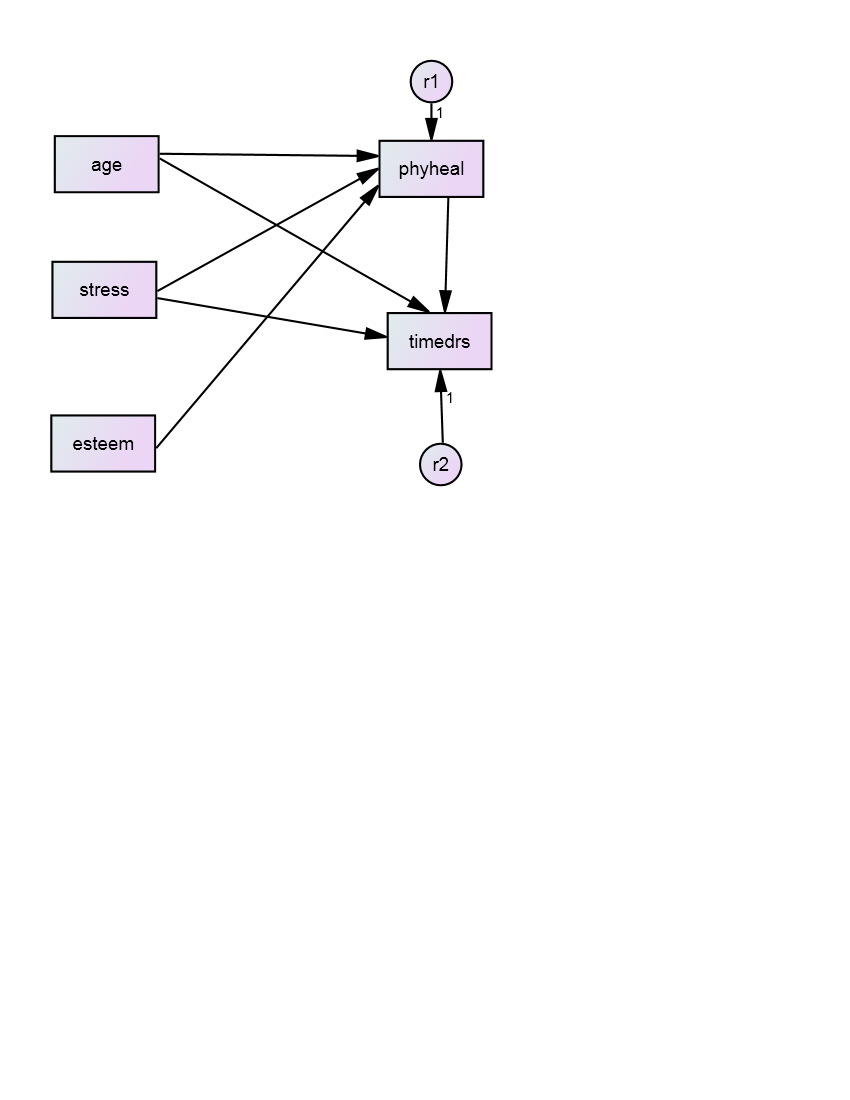 r1
1
age
phyheal
stress
timedrs
1
esteem
r2